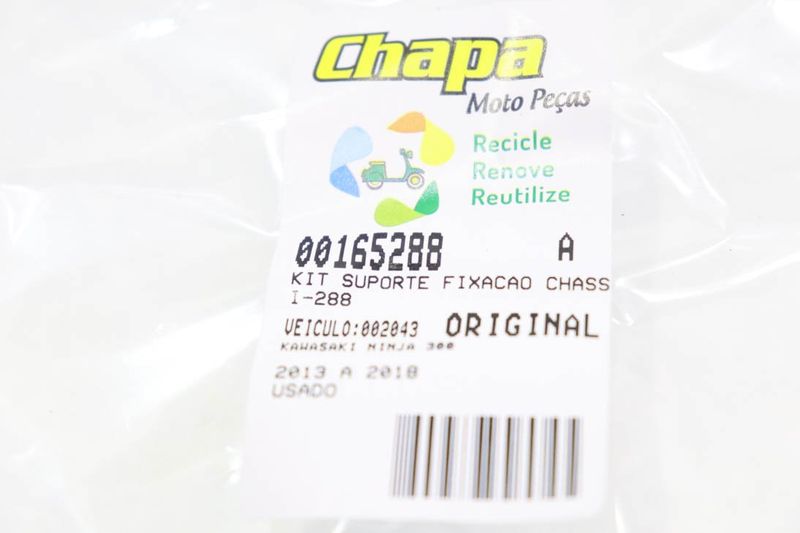 Chapa
Moto Peças
Recicle
Renove
Reutilize
00165288 A
KIT SUPORTE FIXACAO CHASS
I-288
VEICULO:002043 ORIGINAL
KAWASAKI NINJA 300
2013 A 2018
USADO